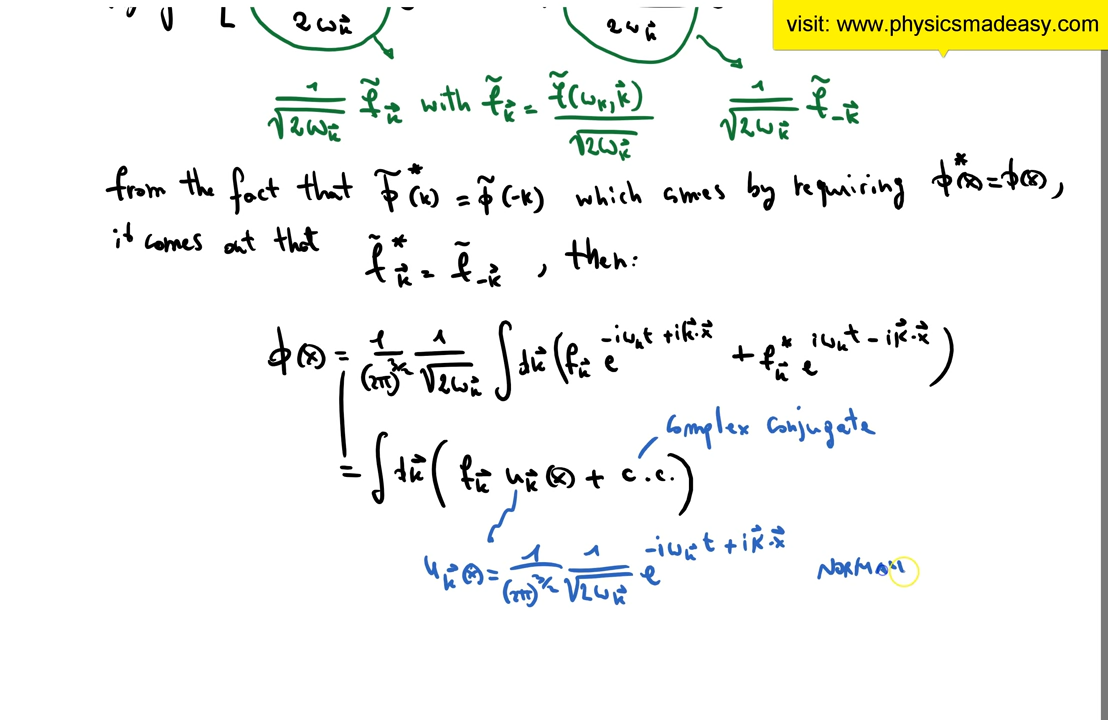 visit: www.physicsmadeasy.com
2ω_k⃗ 2ω_k⃗
1/√2ω_k⃗ f̃_k⃗ with f̃_k⃗ = f̃(ω_k, k⃗)/√2ω_k⃗ 1/√2ω_k⃗ f̃_-k⃗
from the fact that ϕ̃*(k) = ϕ̃(-k) which comes by requiring ϕ*(x) = ϕ(x),
it comes out that f̃*_k⃗ = f̃_-k⃗ , then:
ϕ(x) = 1/(2π)^3/2 1/√2ω_k⃗ ∫dk⃗ (f_k⃗ e^-iω_k t + ik⃗·x⃗ + f*_k⃗ e^iω_k t - ik⃗·x⃗)
complex conjugate
= ∫dk⃗ (f_k⃗ u_k⃗(x) + c.c.)
u_k⃗(x) = 1/(2π)^3/2 1/√2ω_k⃗ e^-iω_k⃗ t + ik⃗·x⃗ NORMAL